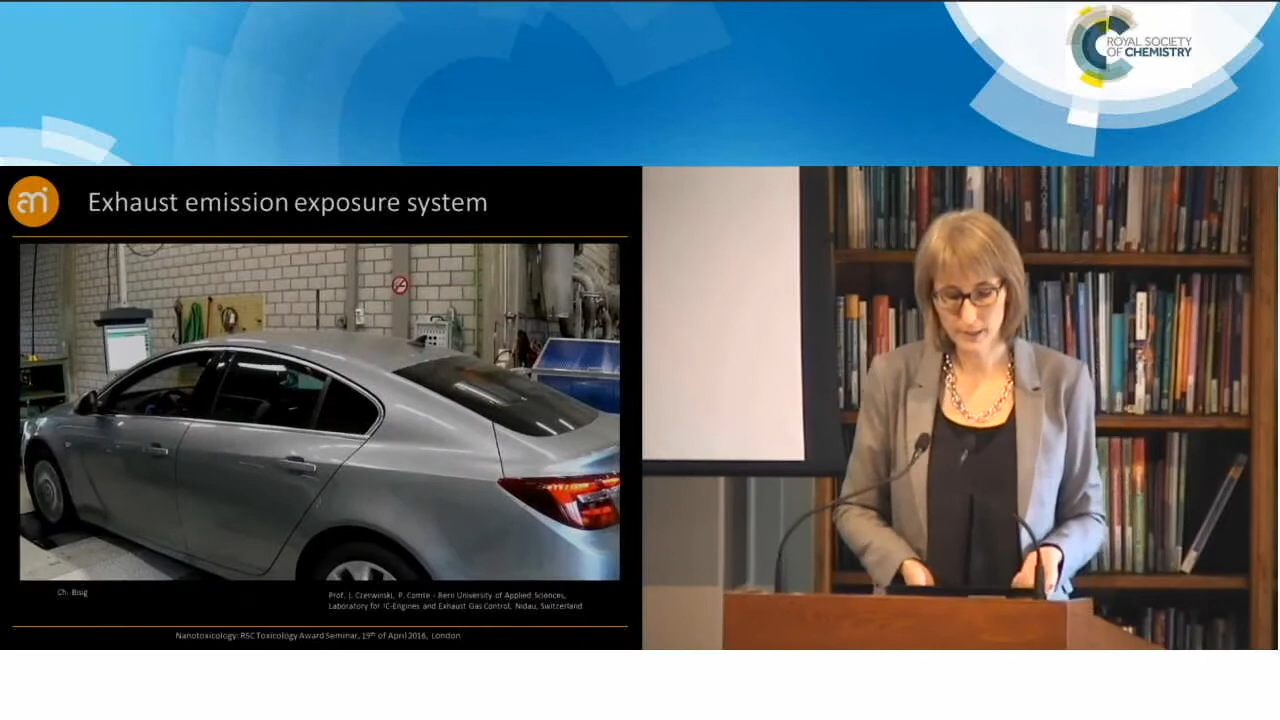 ROYAL SOCIETY
OF CHEMISTRY
ami
Exhaust emission exposure system
Ch. Bisig
Prof. J. Czerwinski, P. Comte - Bern University of Applied Sciences,
Laboratory for IC-Engines and Exhaust Gas Control, Nidau, Switzerland
Nanotoxicology: RSC Toxicology Award Seminar, 19th of April 2016, London